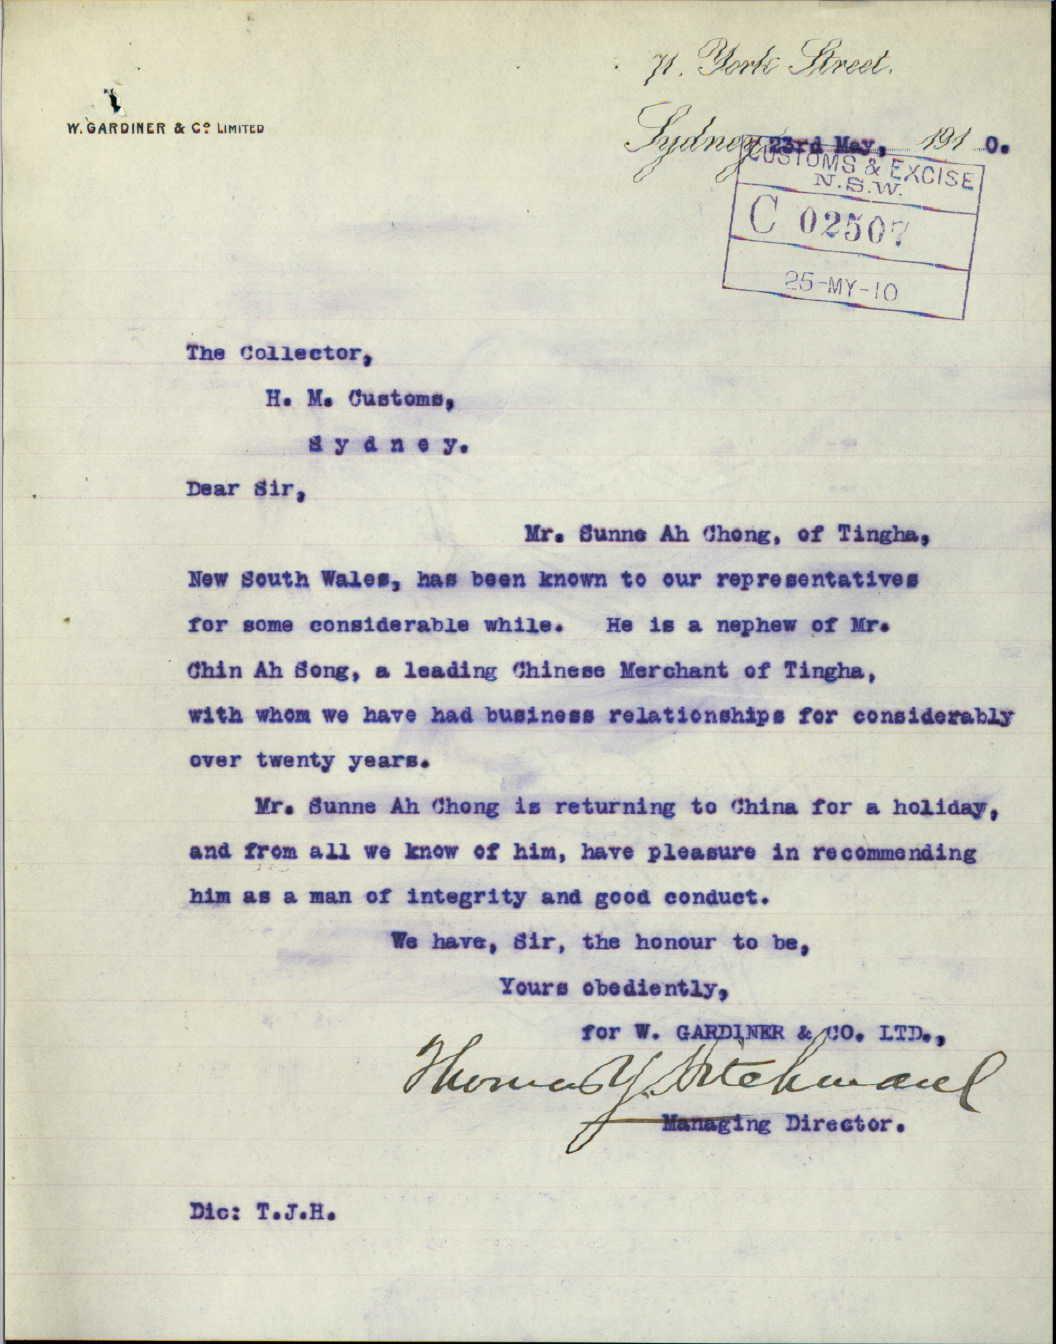 71. York Street.
W. GARDINER & Co LIMITED
Sydney, 23rd May, 1910.
CUSTOMS & EXCISE
N.S.W.
C 02507
25-MY-10
The Collector,
H. M. Customs,
Sydney.
Dear Sir,
Mr. Sunne Ah Chong, of Tingha,
New South Wales, has been known to our representatives
for some considerable while. He is a nephew of Mr.
Chin Ah Song, a leading Chinese Merchant of Tingha,
with whom we have had business relationships for considerably
over twenty years.
Mr. Sunne Ah Chong is returning to China for a holiday,
and from all we know of him, have pleasure in recommending
him as a man of integrity and good conduct.
We have, Sir, the honour to be,
Yours obediently,
for W. GARDINER & CO. LTD.,
Thomas J.
Managing Director.
Dic: T.J.H.